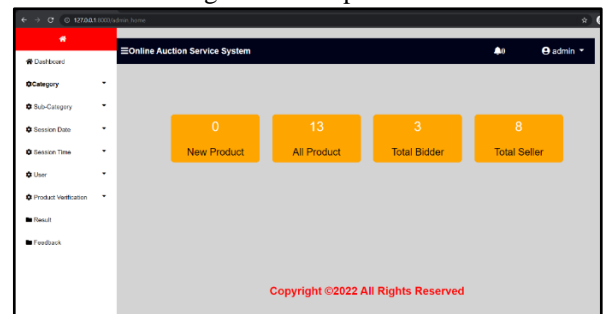 127.0.0.1:8000/admin_home
Online Auction Service System
0
admin
Dashboard
Category
Sub-Category
Session Date
Session Time
User
Product Verification
Result
Feedback
0
New Product
13
All Product
3
Total Bidder
8
Total Seller
Copyright ©2022 All Rights Reserved